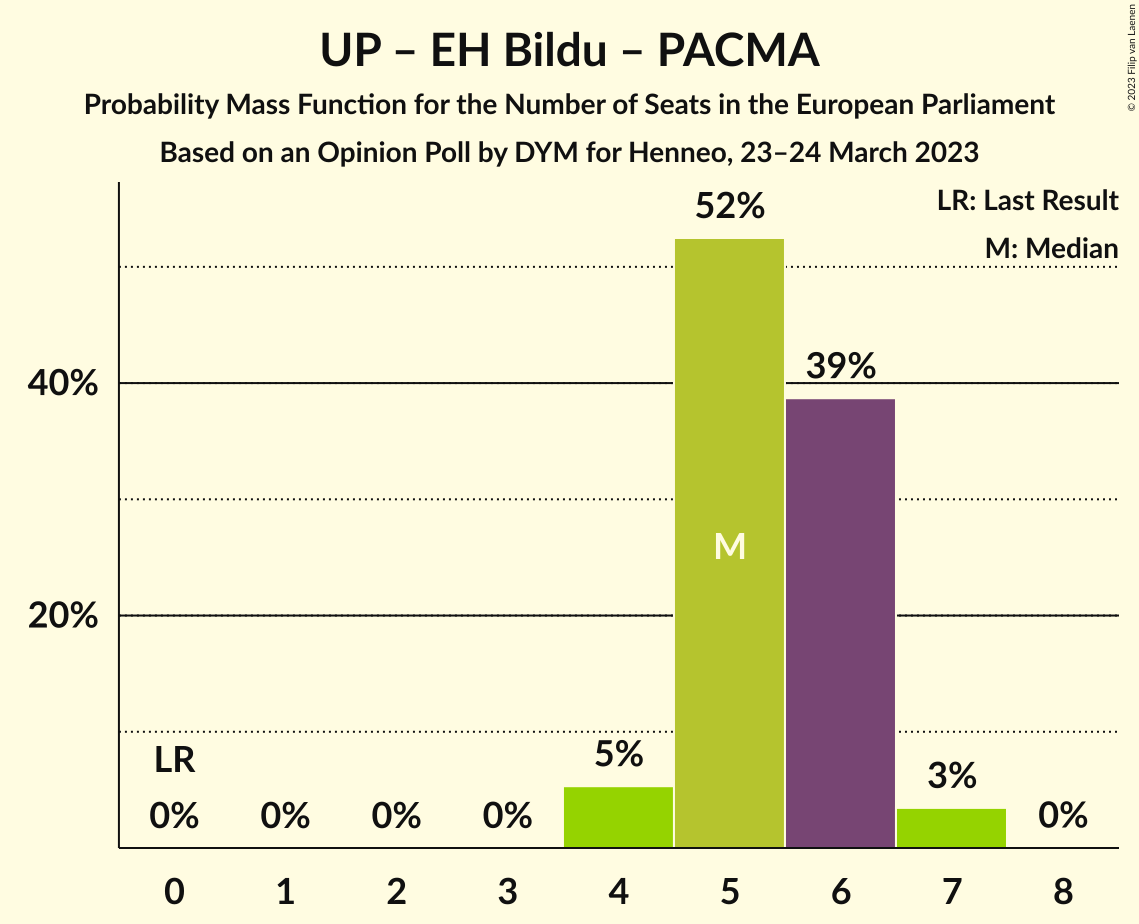 UP – EH Bildu – PACMA
Probability Mass Function for the Number of Seats in the European Parliament
Based on an Opinion Poll by DYM for Henneo, 23–24 March 2023
© 2023 Filip van Laenen
LR: Last Result
M: Median
52%
39%
40%
M
20%
LR
5%
3%
0%
0%
0%
0%
0%
0 1 2 3 4 5 6 7 8